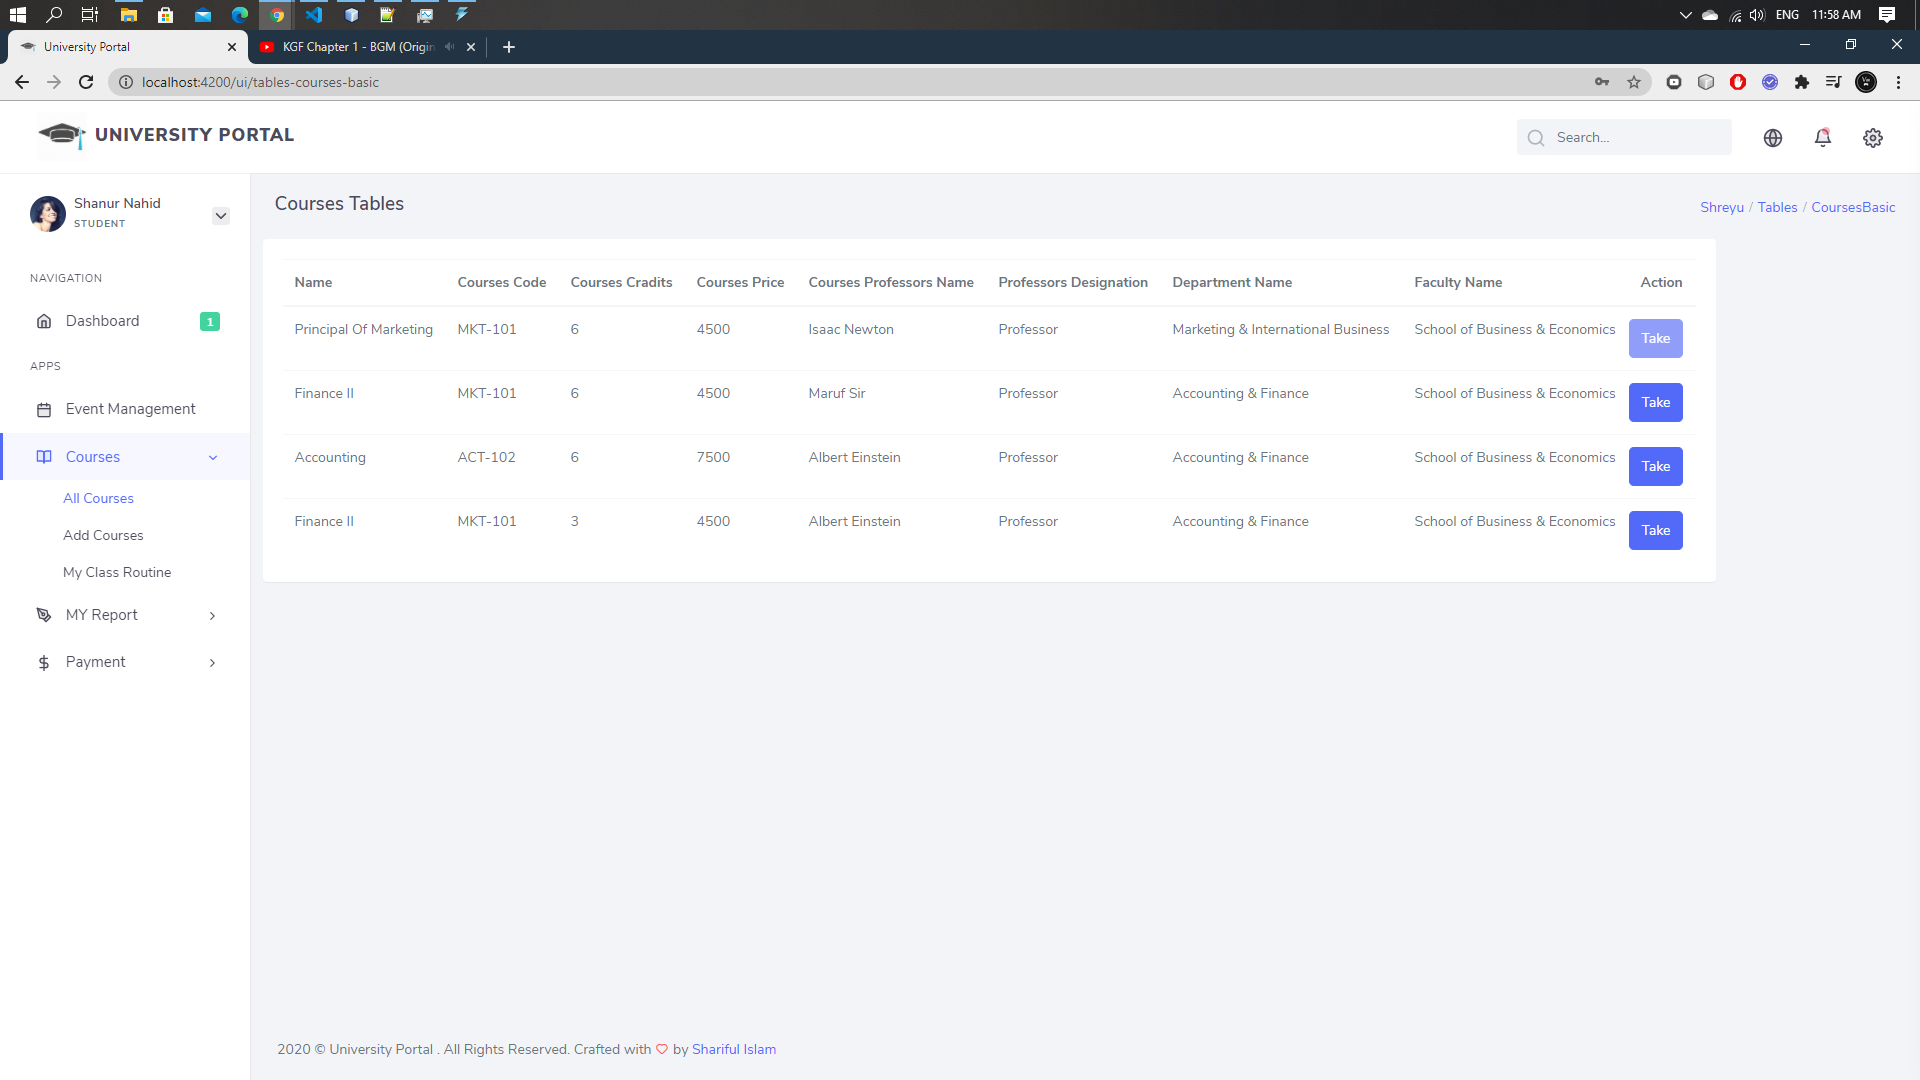 ENG 11:58 AM
University Portal
KGF Chapter 1 - BGM (Origin
localhost:4200/ui/tables-courses-basic
UNIVERSITY PORTAL
Search...
Shanur Nahid
STUDENT
Courses Tables
Shreyu / Tables / CoursesBasic
NAVIGATION
Dashboard 1
APPS
Event Management
Courses
All Courses
Add Courses
My Class Routine
MY Report
Payment
Name Courses Code Courses Cradits Courses Price Courses Professors Name Professors Designation Department Name Faculty Name Action
Principal Of Marketing MKT-101 6 4500 Isaac Newton Professor Marketing & International Business School of Business & Economics Take
Finance II MKT-101 6 4500 Maruf Sir Professor Accounting & Finance School of Business & Economics Take
Accounting ACT-102 6 7500 Albert Einstein Professor Accounting & Finance School of Business & Economics Take
Finance II MKT-101 3 4500 Albert Einstein Professor Accounting & Finance School of Business & Economics Take
2020 © University Portal . All Rights Reserved. Crafted with ♡ by Shariful Islam